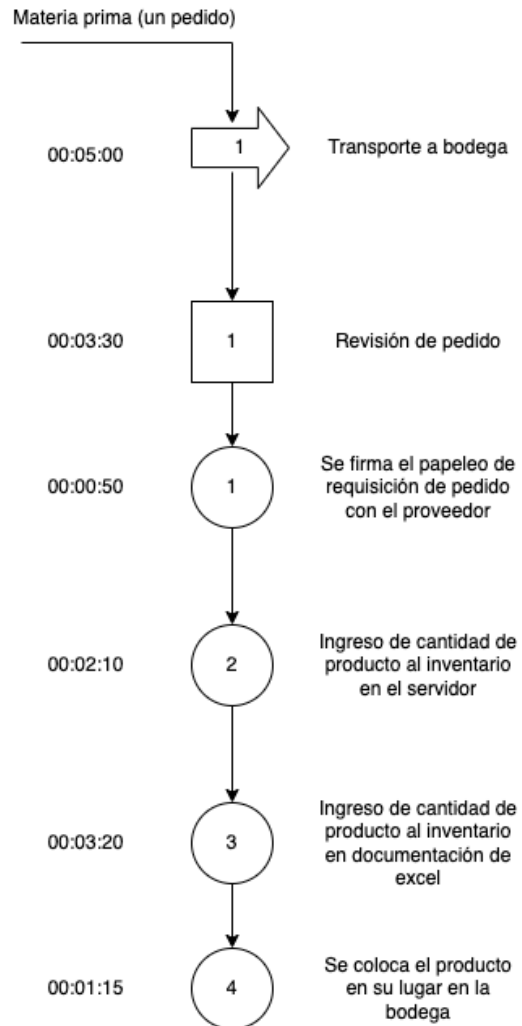 Materia prima (un pedido)
00:05:00
1
Transporte a bodega
00:03:30
1
Revisión de pedido
00:00:50
1
Se firma el papeleo de
requisición de pedido
con el proveedor
00:02:10
2
Ingreso de cantidad de
producto al inventario
en el servidor
00:03:20
3
Ingreso de cantidad de
producto al inventario
en documentación de
excel
00:01:15
4
Se coloca el producto
en su lugar en la
bodega